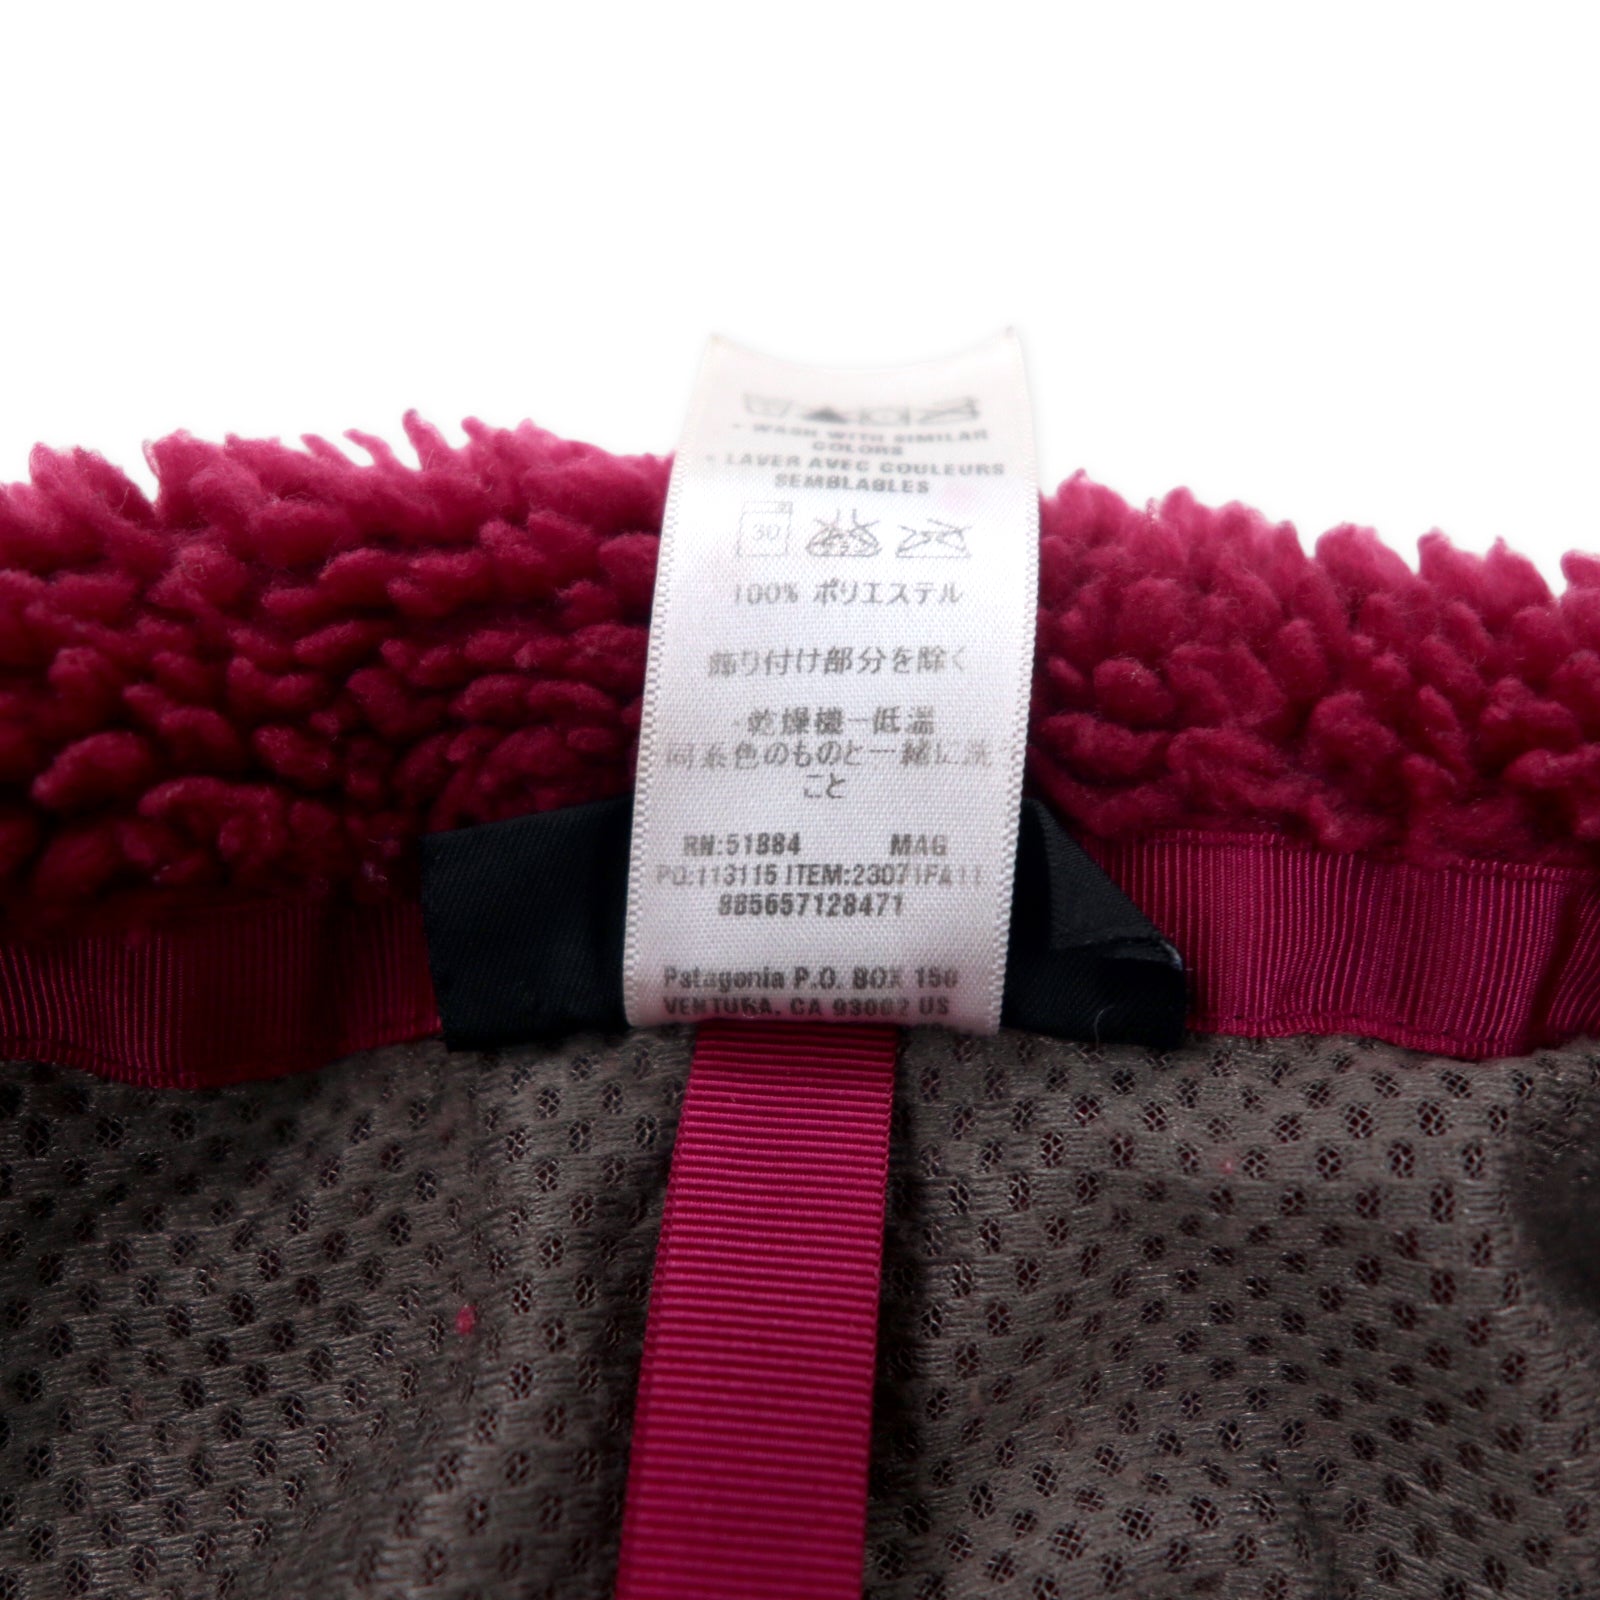 • WASH WITH SIMILAR
COLORS
• LAVER AVEC COULEURS
SEMBLABLES
30
100% ポリエステル
飾り付け部分を除く
乾燥機－低温
同系色のものと一緒に洗う
こと
RN:51884 MAG
PO:113115 ITEM:23071FA11
885657128471
Patagonia P.O. BOX 150
VENTURA, CA 93002 US